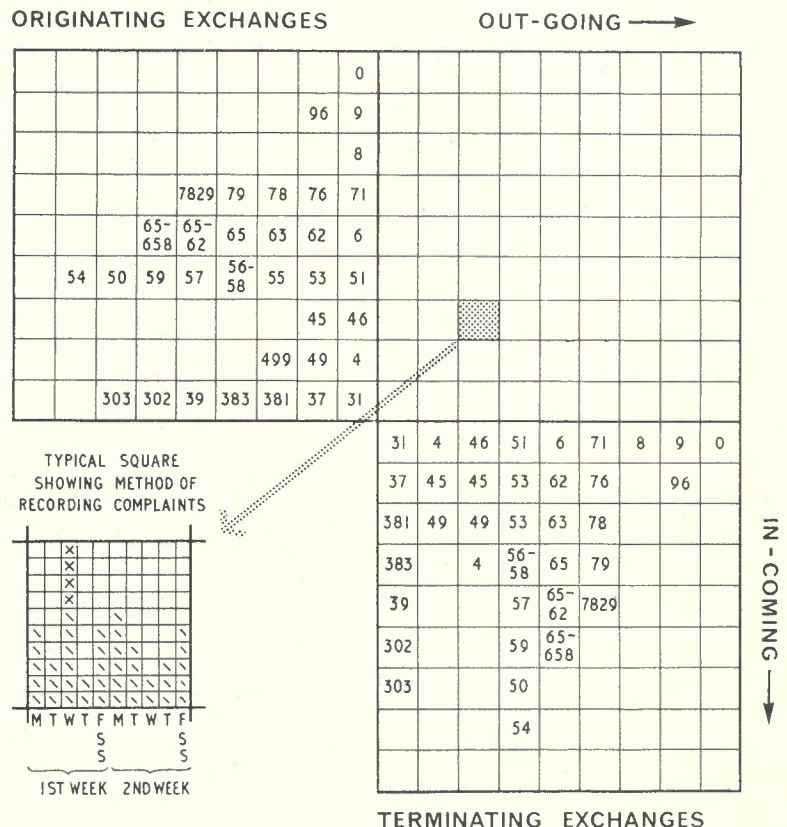 ORIGINATING EXCHANGES
OUT-GOING
0
96 9
8
7829 79 78 76 71
65-658 65-62 65 63 62 6
54 50 59 57 56-58 55 53 51
45 46
499 49 4
303 302 39 383 381 37 31
TYPICAL SQUARE
SHOWING METHOD OF
RECORDING COMPLAINTS
M T W T F M T W T F
S S
S S
1ST WEEK 2ND WEEK
31 4 46 51 6 71 8 9 0
37 45 45 53 62 76 96
381 49 49 53 63 78
383 4 56-58 65 79
39 57 65-62 7829
302 59 65-658
303 50
54
IN-COMING
TERMINATING EXCHANGES